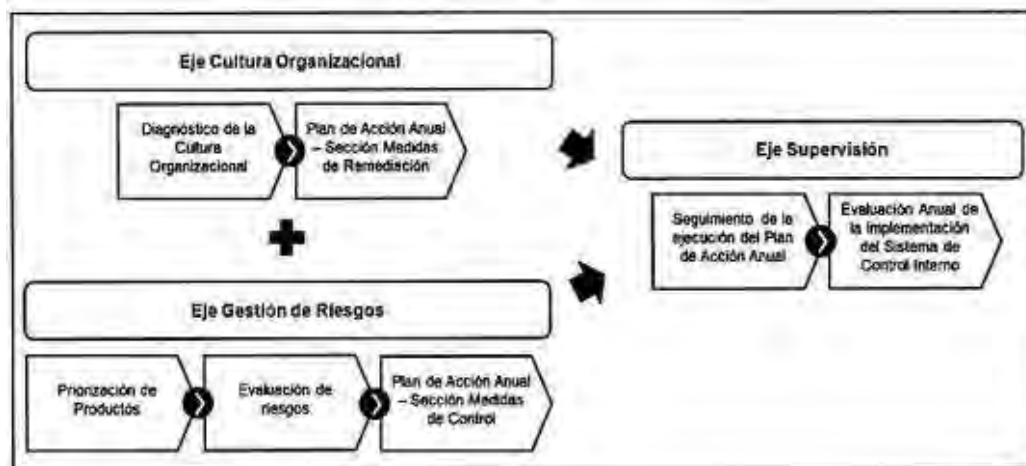 Eje Cultura Organizacional
Diagnóstico de la
Cultura
Organizacional
Plan de Acción Anual
– Sección Medidas
de Remediación
Eje Supervisión
Seguimiento de la
ejecución del Plan
de Acción Anual
Evaluación Anual de
la Implementación
del Sistema de
Control Interno
Eje Gestión de Riesgos
Priorización de
Productos
Evaluación de
riesgos
Plan de Acción Anual
– Sección Medidas
de Control